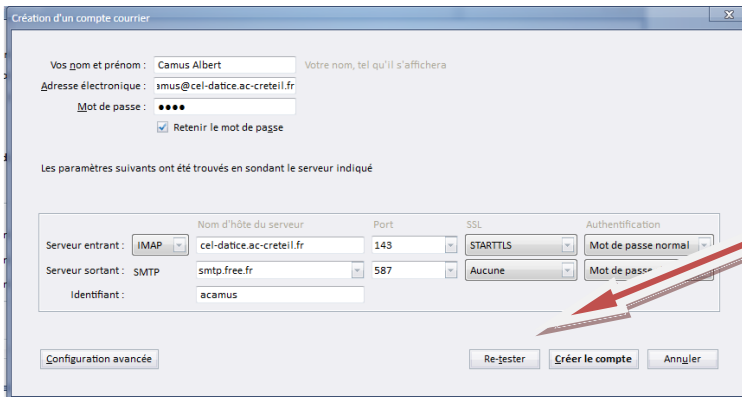 Création d'un compte courrier
Vos nom et prénom : Camus Albert Votre nom, tel qu'il s'affichera
Adresse électronique : amus@cel-datice.ac-creteil.fr
Mot de passe : ●●●●
Retenir le mot de passe
Les paramètres suivants ont été trouvés en sondant le serveur indiqué
Nom d'hôte du serveur Port SSL Authentification
Serveur entrant : IMAP cel-datice.ac-creteil.fr 143 STARTTLS Mot de passe normal
Serveur sortant : SMTP smtp.free.fr 587 Aucune Mot de passe
Identifiant : acamus
Configuration avancée Re-tester Créer le compte Annuler